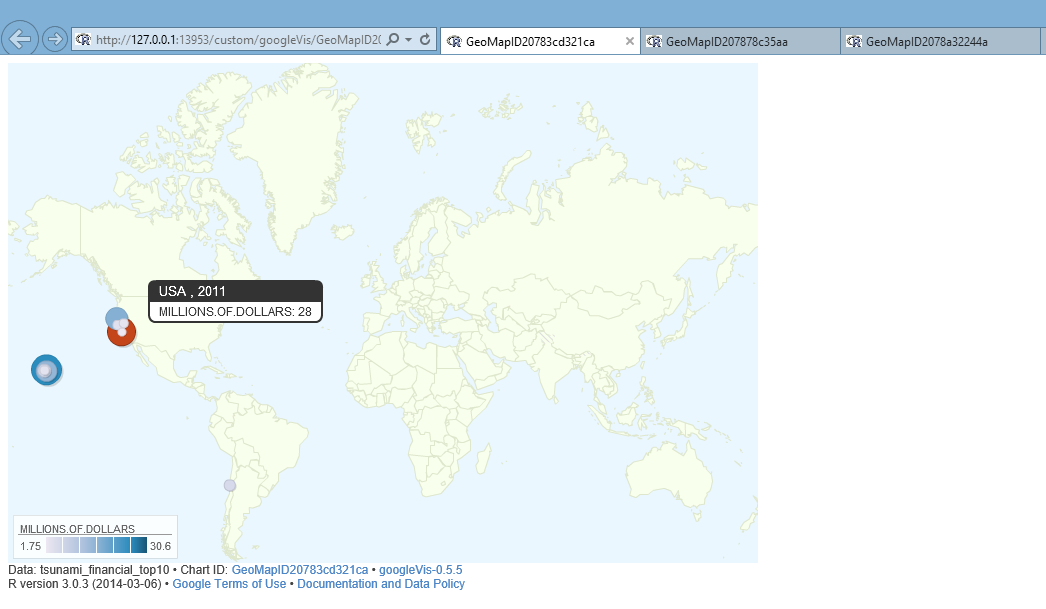 http://127.0.0.1:13953/custom/googleVis/GeoMapID2( GeoMapID20783cd321ca GeoMapID207878c35aa GeoMapID2078a32244a
USA , 2011
MILLIONS.OF.DOLLARS: 28
MILLIONS.OF.DOLLARS
1.75 30.6
Data: tsunami_financial_top10 • Chart ID: GeoMapID20783cd321ca • googleVis-0.5.5
R version 3.0.3 (2014-03-06) • Google Terms of Use • Documentation and Data Policy